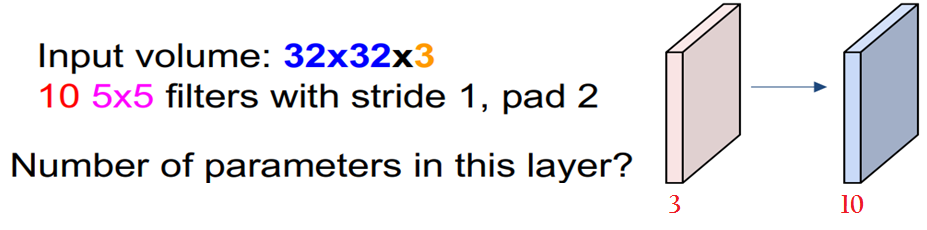 Input volume: 32x32x3
10 5x5 filters with stride 1, pad 2
Number of parameters in this layer?
3
10